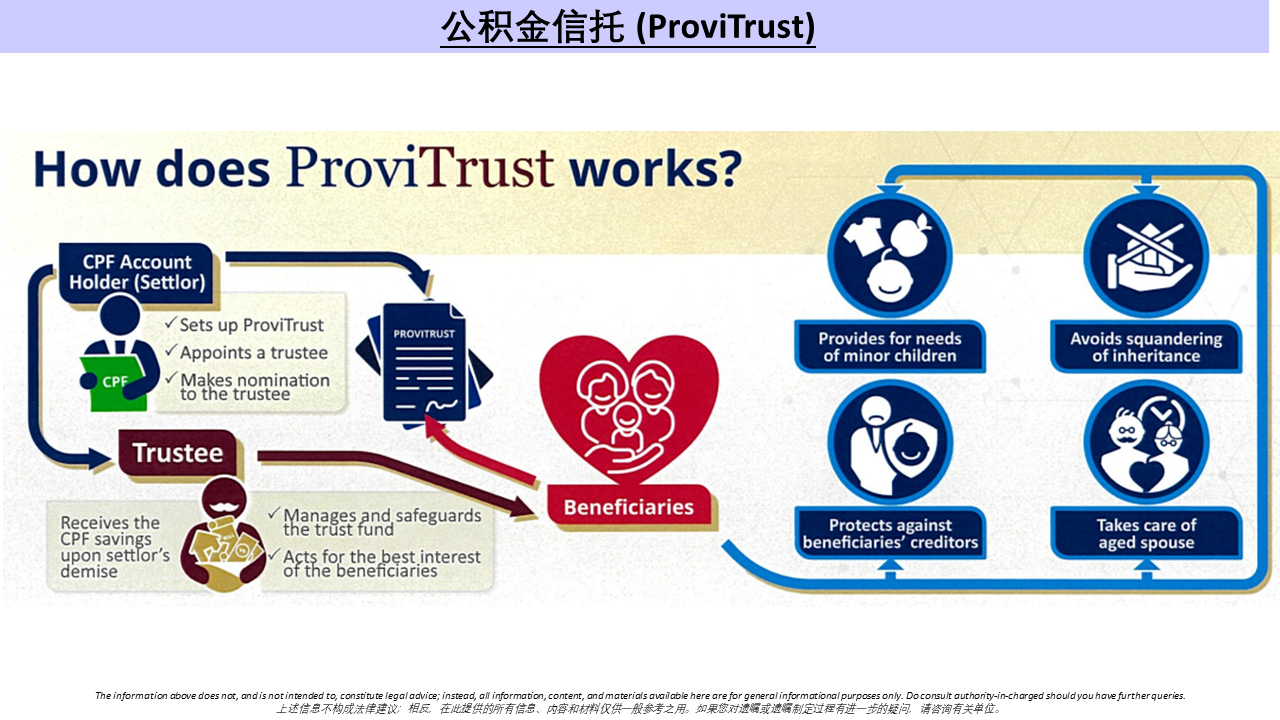 公积金信托 (ProviTrust)
How does ProviTrust works?
CPF Account
Holder (Settlor)
✓ Sets up ProviTrust
✓ Appoints a trustee
✓ Makes nomination
to the trustee
CPF
PROVITRUST
Trustee
Receives the
CPF savings
upon settlor's
demise
✓ Manages and safeguards
the trust fund
✓ Acts for the best interest
of the beneficiaries
Beneficiaries
Provides for needs
of minor children
Avoids squandering
of inheritance
Protects against
beneficiaries' creditors
Takes care of
aged spouse
The information above does not, and is not intended to, constitute legal advice; instead, all information, content, and materials available here are for general informational purposes only. Do consult authority-in-charged should you have further queries.
上述信息不构成法律建议；相反，在此提供的所有信息、内容和材料仅供一般参考之用。如果您对遗嘱或遗嘱制定过程有进一步的疑问，请咨询有关单位。